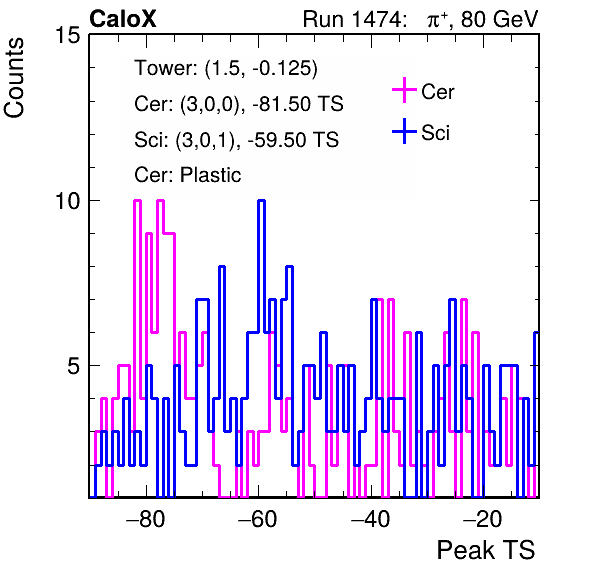 CaloX Run 1474: π⁺, 80 GeV
Counts
15
10
5
Tower: (1.5, -0.125)
Cer: (3,0,0), -81.50 TS
Sci: (3,0,1), -59.50 TS
Cer: Plastic
Cer
Sci
−80 −60 −40 −20
Peak TS